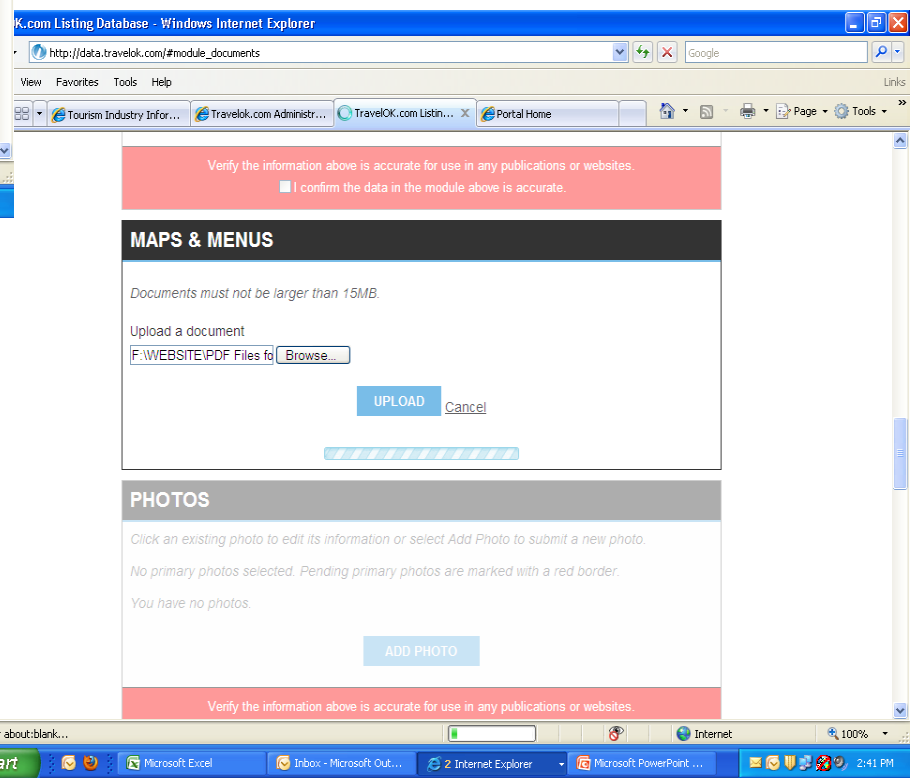 K.com Listing Database - Windows Internet Explorer
http://data.travelok.com/#module_documents
Google
View Favorites Tools Help
Links
Tourism Industry Infor... Travelok.com Administr... TravelOK.com Listin... X Portal Home
Page Tools »
Verify the information above is accurate for use in any publications or websites.
I confirm the data in the module above is accurate.
MAPS & MENUS
Documents must not be larger than 15MB.
Upload a document
F:\WEBSITE\PDF Files fo Browse...
UPLOAD Cancel
PHOTOS
Click an existing photo to edit its information or select Add Photo to submit a new photo.
No primary photos selected. Pending primary photos are marked with a red border.
You have no photos.
ADD PHOTO
Verify the information above is accurate for use in any publications or websites.
about:blank... Internet 100%
art Microsoft Excel Inbox - Microsoft Out... 2 Internet Explorer Microsoft PowerPoint ... 2:41 PM